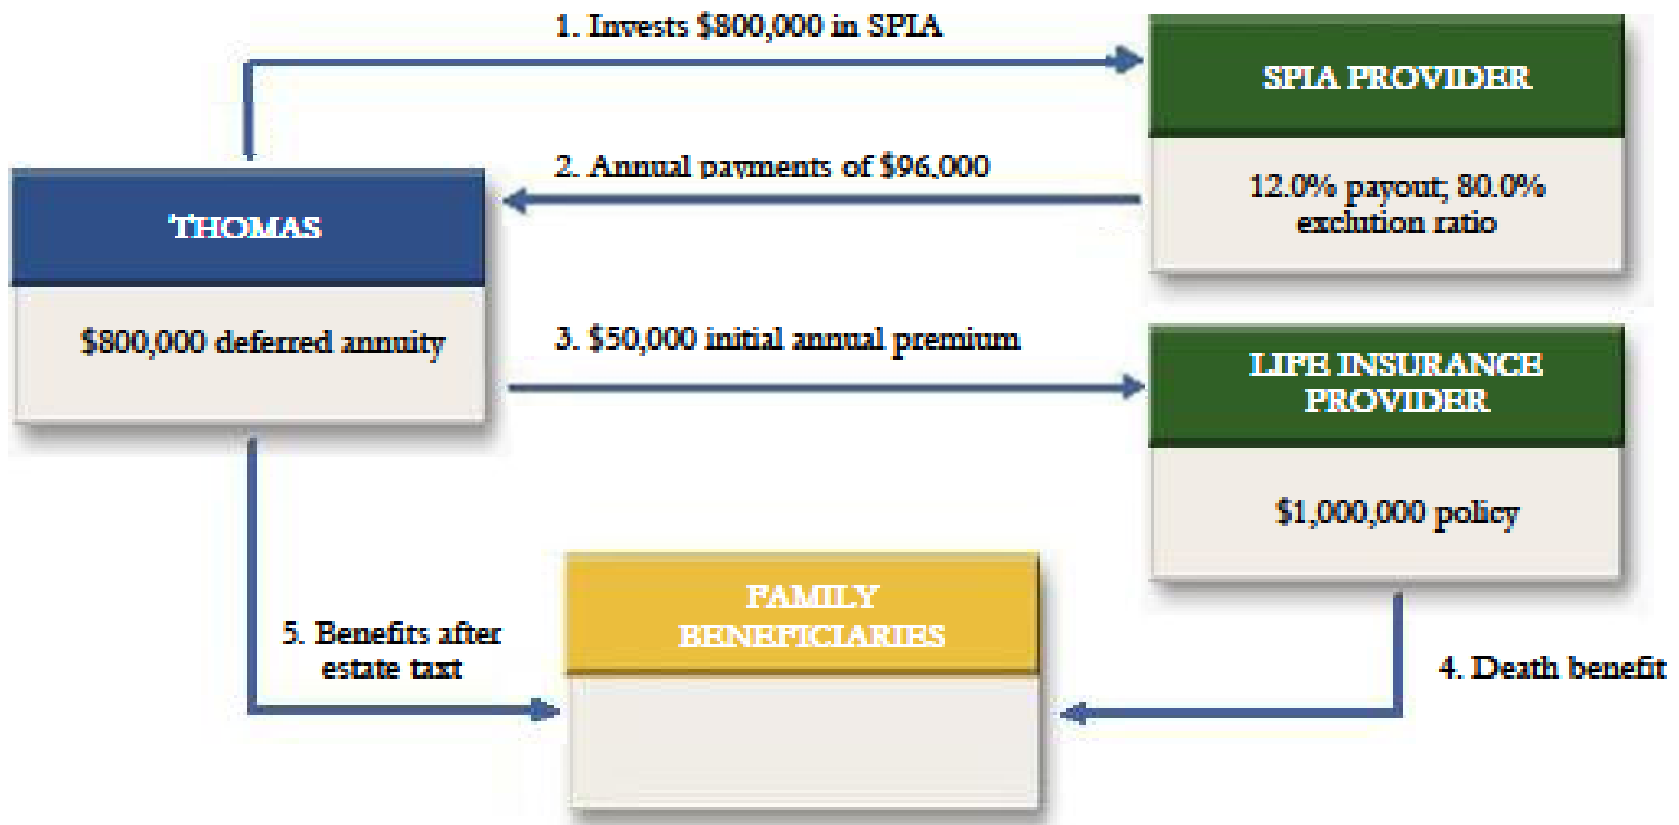 1. Invests $800,000 in SPIA
SPIA PROVIDER
2. Annual payments of $96,000
12.0% payout; 80.0%
exclution ratio
THOMAS
$800,000 deferred annuity
3. $50,000 initial annual premium
LIFE INSURANCE
PROVIDER
$1,000,000 policy
FAMILY
BENEFICIARIES
5. Benefits after
estate taxt
4. Death benefit